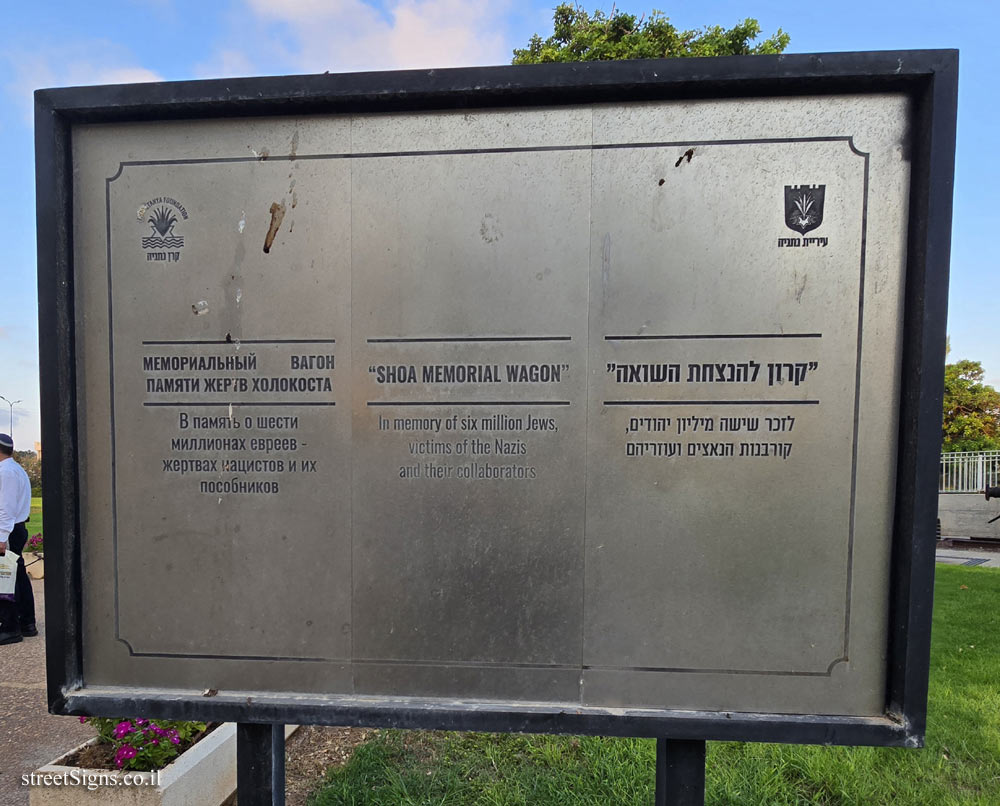 NETANYA FOUNDATION
קרן נתניה
МЕМОРИАЛЬНЫЙ ВАГОН
ПАМЯТИ ЖЕРТВ ХОЛОКОСТА
В память о шести
миллионах евреев -
жертвах нацистов и их
пособников
"SHOA MEMORIAL WAGON"
In memory of six million Jews,
victims of the Nazis
and their collaborators
עיריית נתניה
"קרון להנצחת השואה"
לזכר שישה מיליון יהודים,
קורבנות הנאצים ועוזריהם
streetSigns.co.il